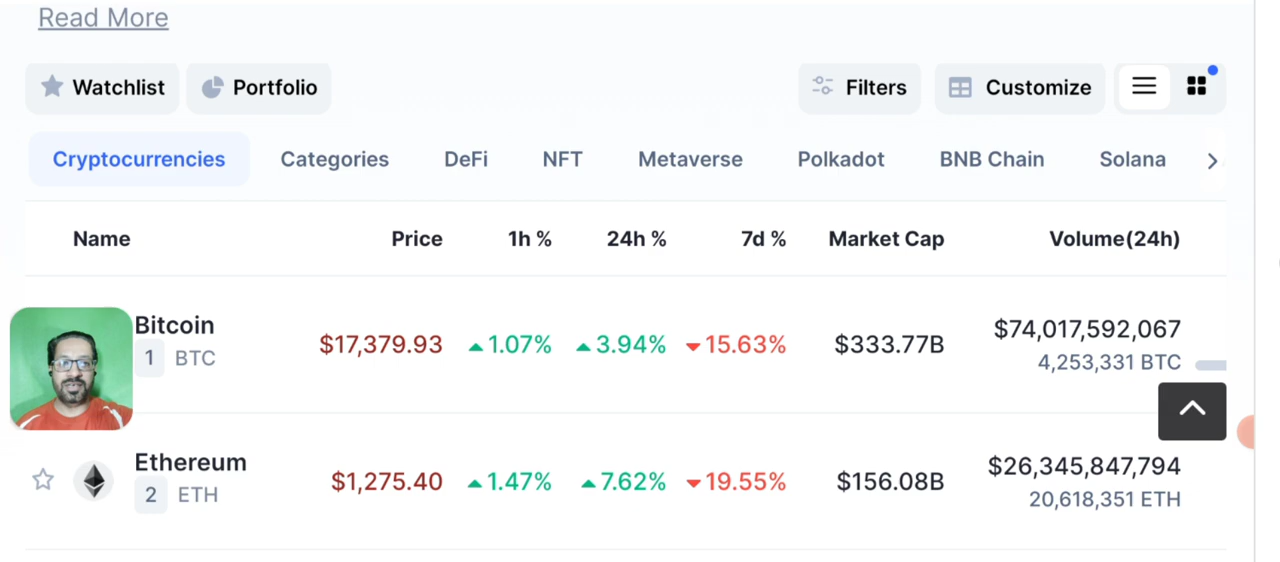 Read More
Watchlist Portfolio Filters Customize
Cryptocurrencies Categories DeFi NFT Metaverse Polkadot BNB Chain Solana
Name Price 1h % 24h % 7d % Market Cap Volume(24h)
Bitcoin
1 BTC
$17,379.93 1.07% 3.94% 15.63% $333.77B $74,017,592,067
4,253,331 BTC
Ethereum
2 ETH
$1,275.40 1.47% 7.62% 19.55% $156.08B $26,345,847,794
20,618,351 ETH